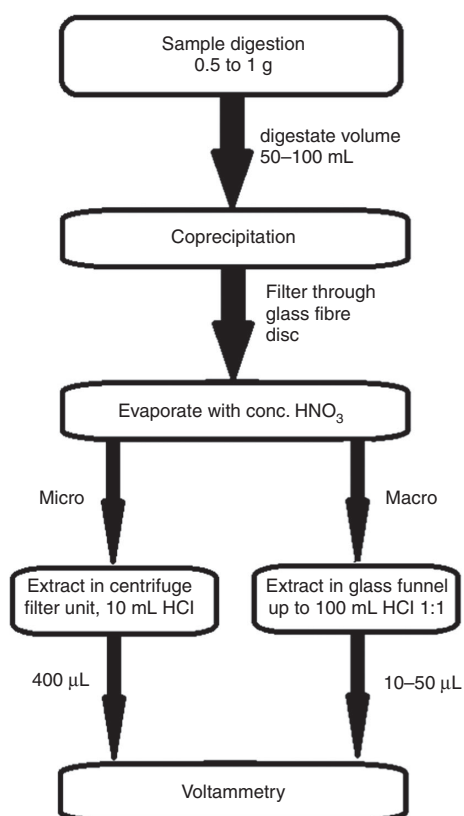 Sample digestion
0.5 to 1 g
digestate volume
50–100 mL
Coprecipitation
Filter through
glass fibre
disc
Evaporate with conc. HNO₃
Micro
Macro
Extract in centrifuge
filter unit, 10 mL HCl
Extract in glass funnel
up to 100 mL HCl 1:1
400 μL
10–50 μL
Voltammetry